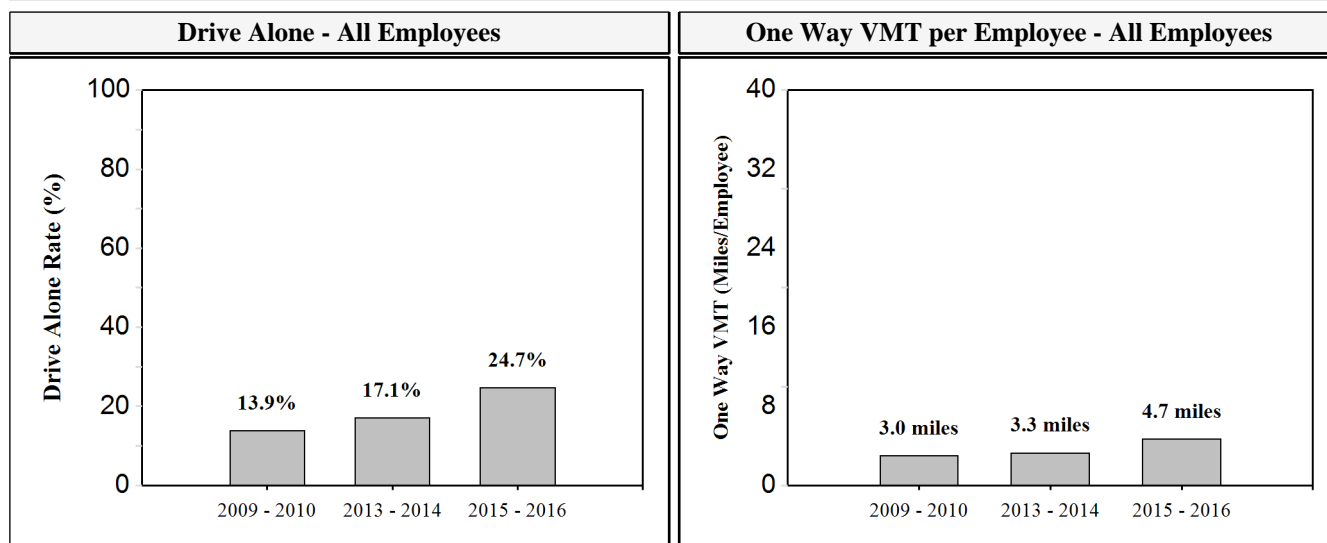 Drive Alone - All Employees
One Way VMT per Employee - All Employees
Drive Alone Rate (%)
100
80
60
40
20
0
13.9%
17.1%
24.7%
2009 - 2010
2013 - 2014
2015 - 2016
One Way VMT (Miles/Employee)
40
32
24
16
8
0
3.0 miles
3.3 miles
4.7 miles
2009 - 2010
2013 - 2014
2015 - 2016